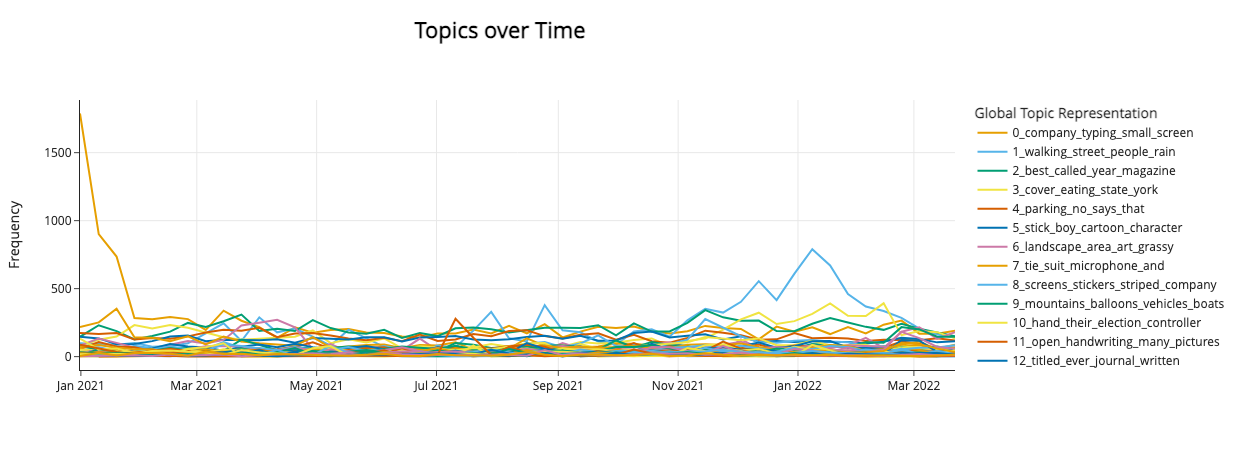 Topics over Time
Frequency
1500
1000
500
0
Jan 2021
Mar 2021
May 2021
Jul 2021
Sep 2021
Nov 2021
Jan 2022
Mar 2022
Global Topic Representation
0_company_typing_small_screen
1_walking_street_people_rain
2_best_called_year_magazine
3_cover_eating_state_york
4_parking_no_says_that
5_stick_boy_cartoon_character
6_landscape_area_art_grassy
7_tie_suit_microphone_and
8_screens_stickers_striped_company
9_mountains_balloons_vehicles_boats
10_hand_their_election_controller
11_open_handwriting_many_pictures
12_titled_ever_journal_written